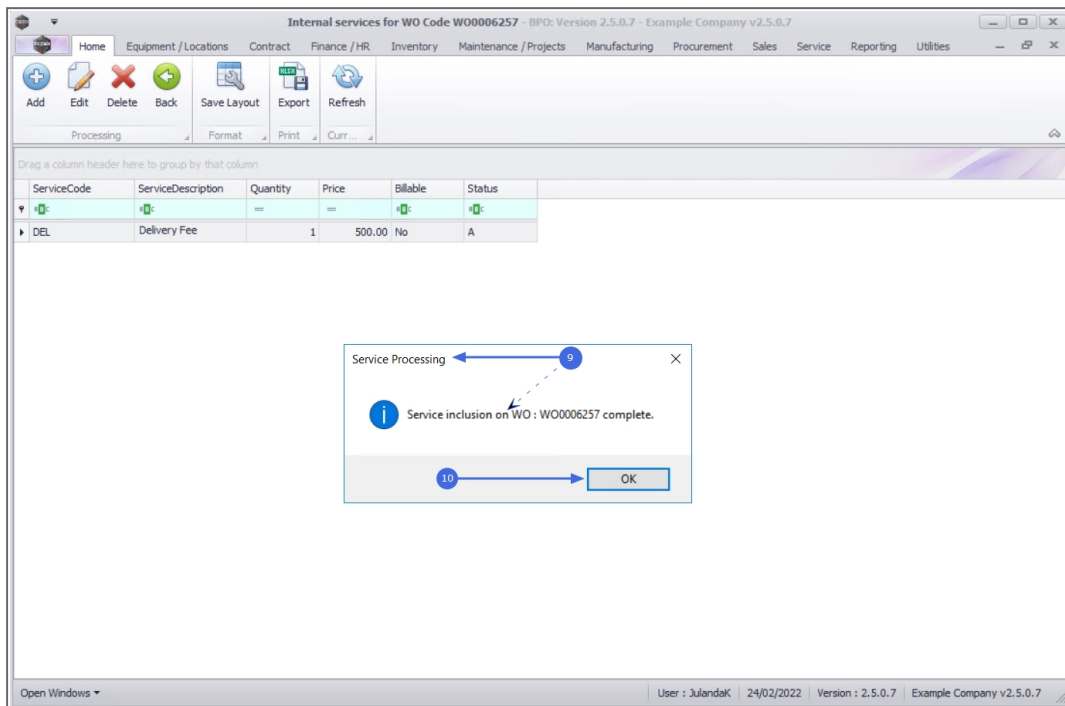 Internal services for WO Code WO0006257 - BPO: Version 2.5.0.7 - Example Company v2.5.0.7
Home Equipment / Locations Contract Finance / HR Inventory Maintenance / Projects Manufacturing Procurement Sales Service Reporting Utilities
Add Edit Delete Back Save Layout Export Refresh
Processing Format Print Curr...
Drag a column header here to group by that column
ServiceCode ServiceDescription Quantity Price Billable Status
DEL Delivery Fee 1 500.00 No A
Service Processing 9
Service inclusion on WO : WO0006257 complete.
10 OK
Open Windows User : JulandaK 24/02/2022 Version : 2.5.0.7 Example Company v2.5.0.7